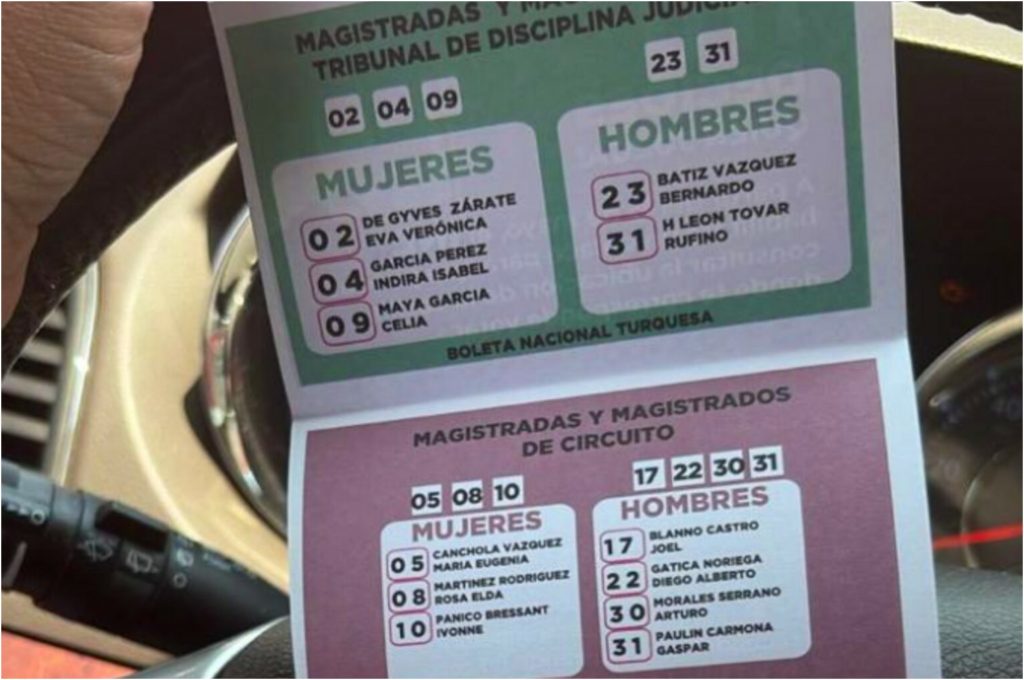 MAGISTRADAS Y
TRIBUNAL DE DISCIPLINA JUDICIAL
02 04 09
23 31
MUJERES
02 DE GYVES ZÁRATE
EVA VERÓNICA
04 GARCIA PEREZ
INDIRA ISABEL
09 MAYA GARCIA
CELIA
HOMBRES
23 BATIZ VAZQUEZ
BERNARDO
31 H LEON TOVAR
RUFINO
BOLETA NACIONAL TURQUESA
MAGISTRADAS Y MAGISTRADOS
DE CIRCUITO
05 08 10
17 22 30 31
MUJERES
05 CANCHOLA VAZQUEZ
MARIA EUGENIA
08 MARTINEZ RODRIGUEZ
ROSA ELDA
10 PANICO BRESSANT
IVONNE
HOMBRES
17 BLANNO CASTRO
JOEL
22 GATICA NORIEGA
DIEGO ALBERTO
30 MORALES SERRANO
ARTURO
31 PAULIN CARMONA
GASPAR